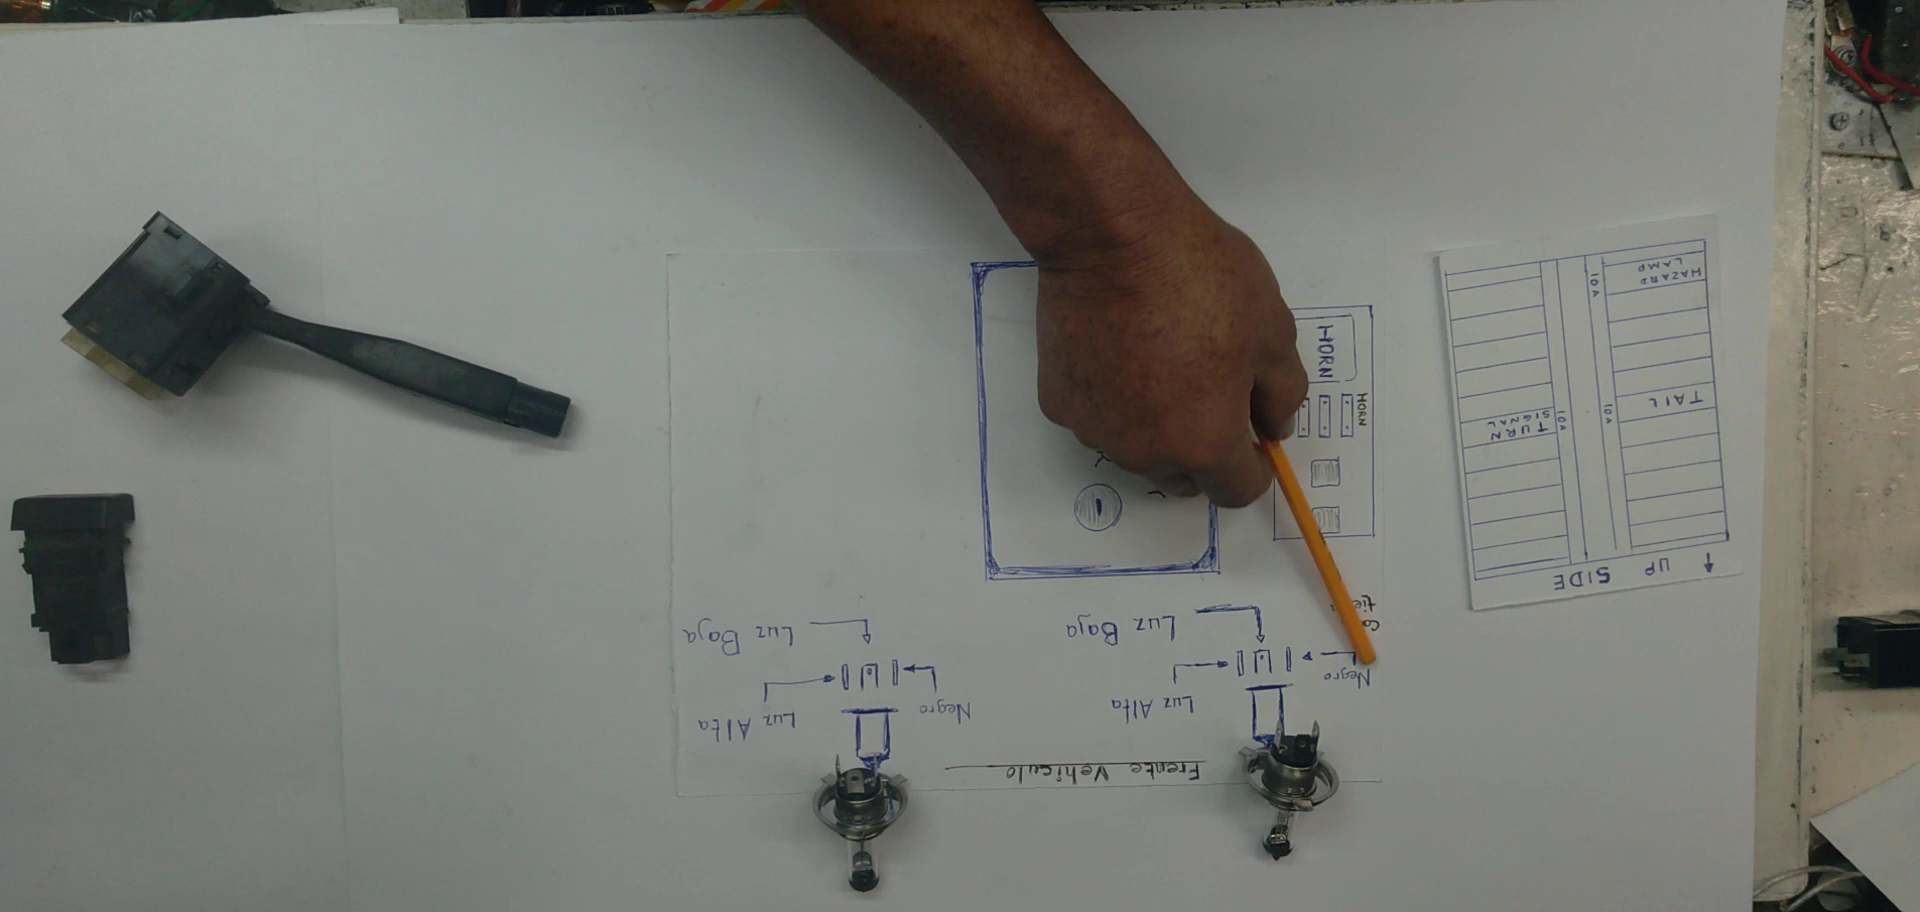 HORN
HORN
HAZARD
LAMP
10A
TAIL
10A
TURN
SIGNAL
10A
UP SIDE
Luz Baja
Luz Alta
Negro
Luz Baja
Luz Alta
Negro
Frente Vehiculo